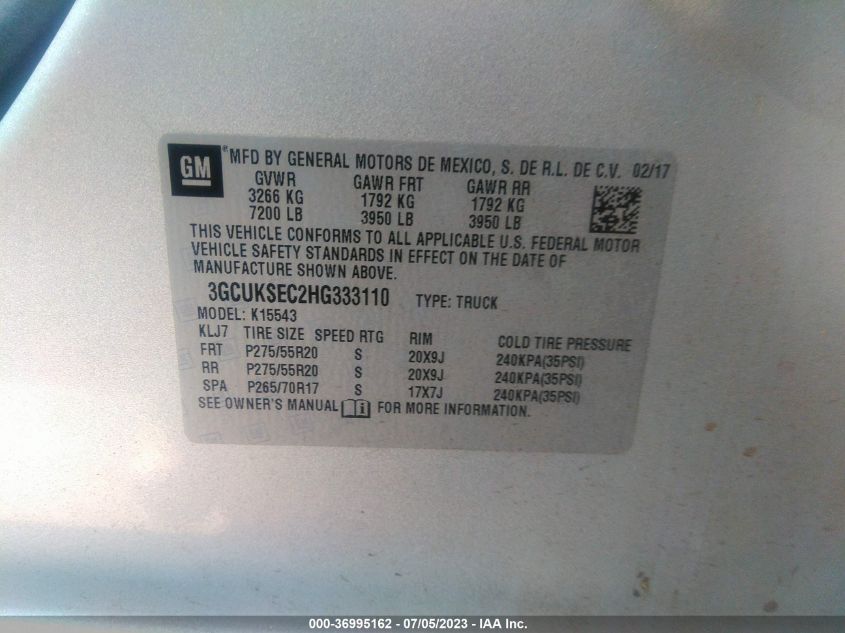 GM ® MFD BY GENERAL MOTORS DE MEXICO, S. DE R.L. DE C.V. 02/17
GVWR GAWR FRT GAWR RR
3266 KG 1792 KG 1792 KG
7200 LB 3950 LB 3950 LB
THIS VEHICLE CONFORMS TO ALL APPLICABLE U.S. FEDERAL MOTOR
VEHICLE SAFETY STANDARDS IN EFFECT ON THE DATE OF
MANUFACTURE SHOWN ABOVE.
3GCUKSEC2HG333110 TYPE: TRUCK
MODEL: K15543
KLJ7 TIRE SIZE SPEED RTG RIM COLD TIRE PRESSURE
FRT P275/55R20 S 20X9J 240KPA(35PSI)
RR P275/55R20 S 20X9J 240KPA(35PSI)
SPA P265/70R17 S 17X7J 240KPA(35PSI)
SEE OWNER'S MANUAL i FOR MORE INFORMATION.
000-36995162 - 07/05/2023 - IAA Inc.